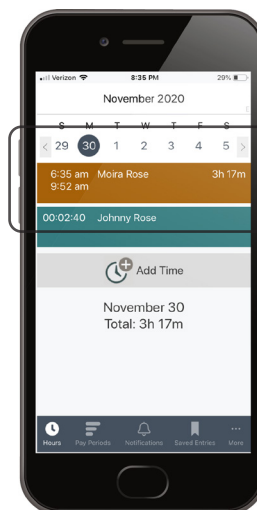 Verizon 8:35 PM 29%
November 2020
S M T W T F S
< 29 30 1 2 3 4 5 >
6:35 am Moira Rose 3h 17m
9:52 am
00:02:40 Johnny Rose
Add Time
November 30
Total: 3h 17m
Hours Pay Periods Notifications Saved Entries More